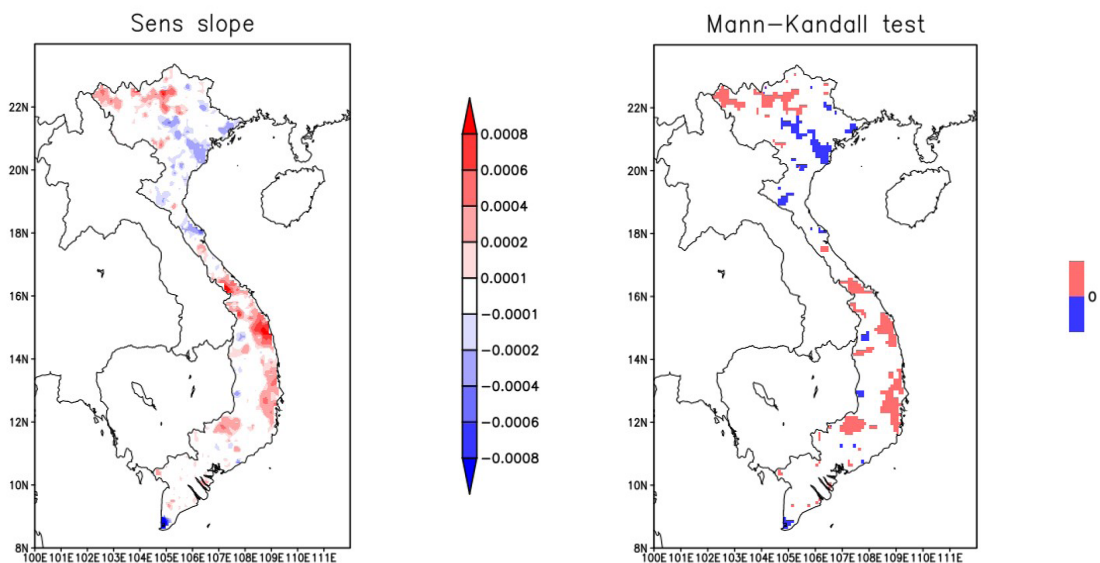 Sens slope
22N
20N
18N
16N
14N
12N
10N
8N
100E 101E 102E 103E 104E 105E 106E 107E 108E 109E 110E 111E
0.0008
0.0006
0.0004
0.0002
0.0001
−0.0001
−0.0002
−0.0004
−0.0006
−0.0008
Mann−Kandall test
22N
20N
18N
16N
14N
12N
10N
8N
100E 101E 102E 103E 104E 105E 106E 107E 108E 109E 110E 111E
0